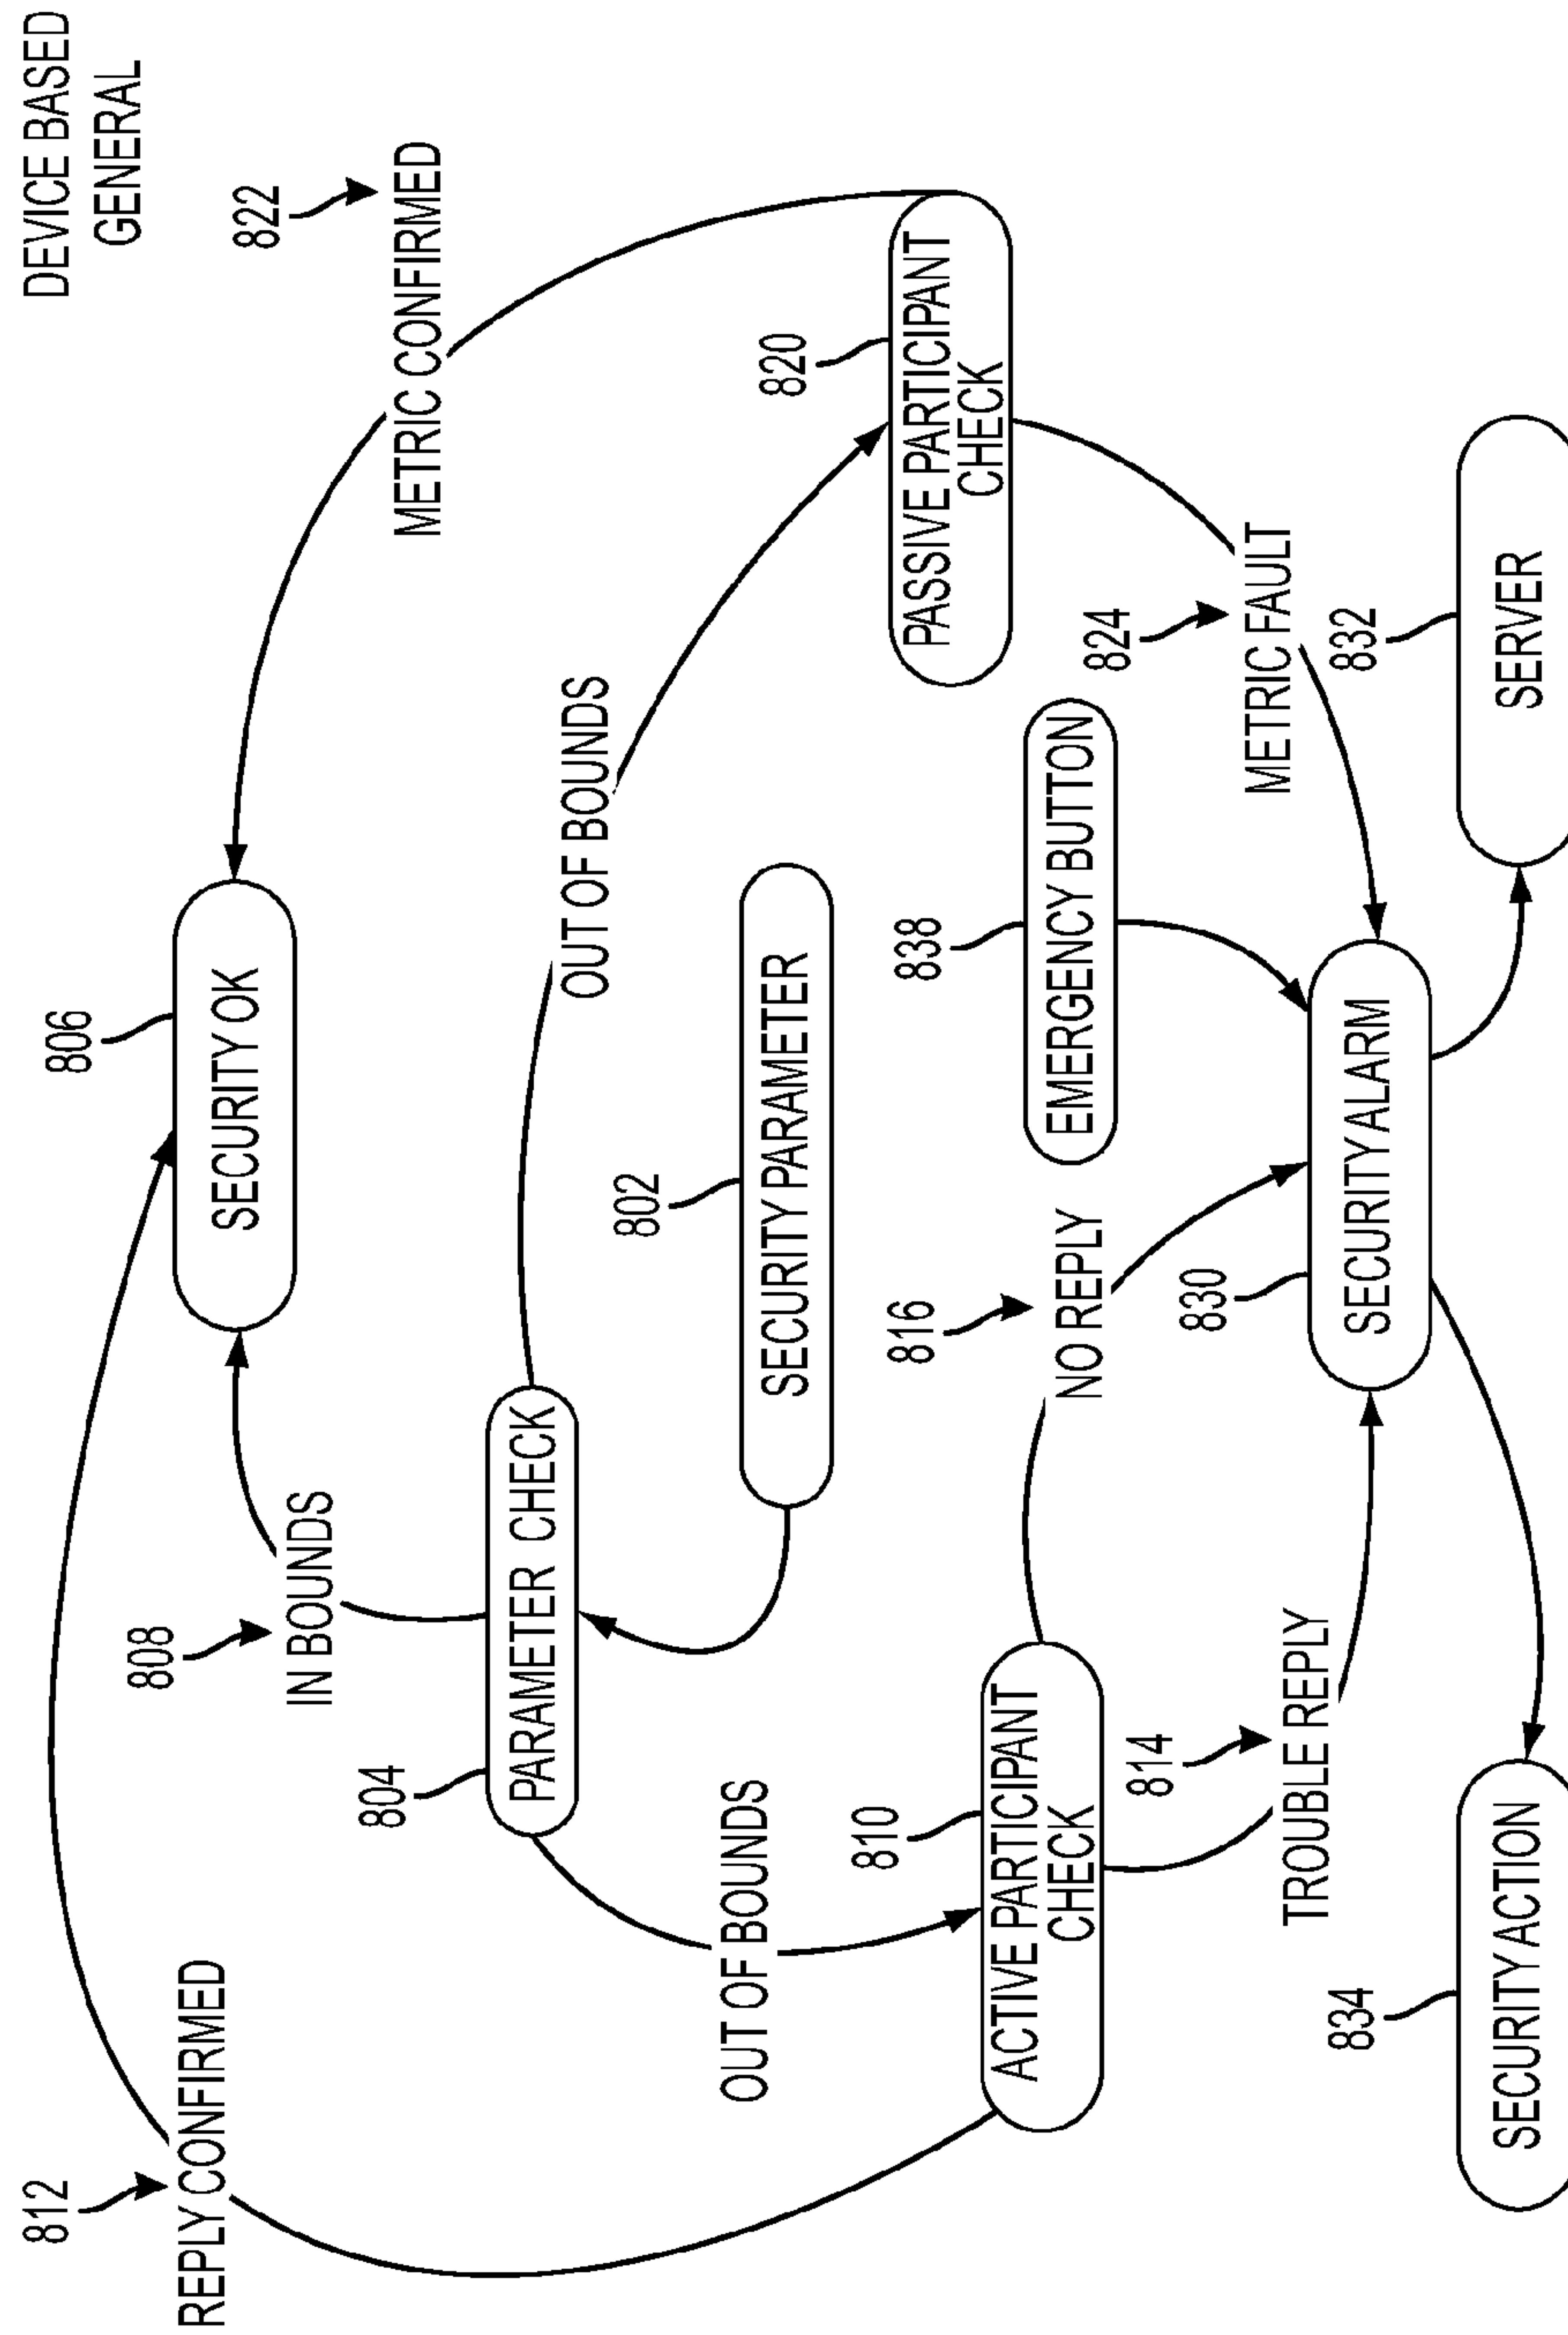 DEVICE BASED
GENERAL
812
REPLY CONFIRMED
806
SECURITY OK
822
METRIC CONFIRMED
808
IN BOUNDS
804
PARAMETER CHECK
OUT OF BOUNDS
802
SECURITY PARAMETER
OUT OF BOUNDS
820
PASSIVE PARTICIPANT
CHECK
810
ACTIVE PARTICIPANT
CHECK
816
NO REPLY
838
EMERGENCY BUTTON
814
TROUBLE REPLY
830
SECURITY ALARM
824
METRIC FAULT
834
SECURITY ACTION
832
SERVER